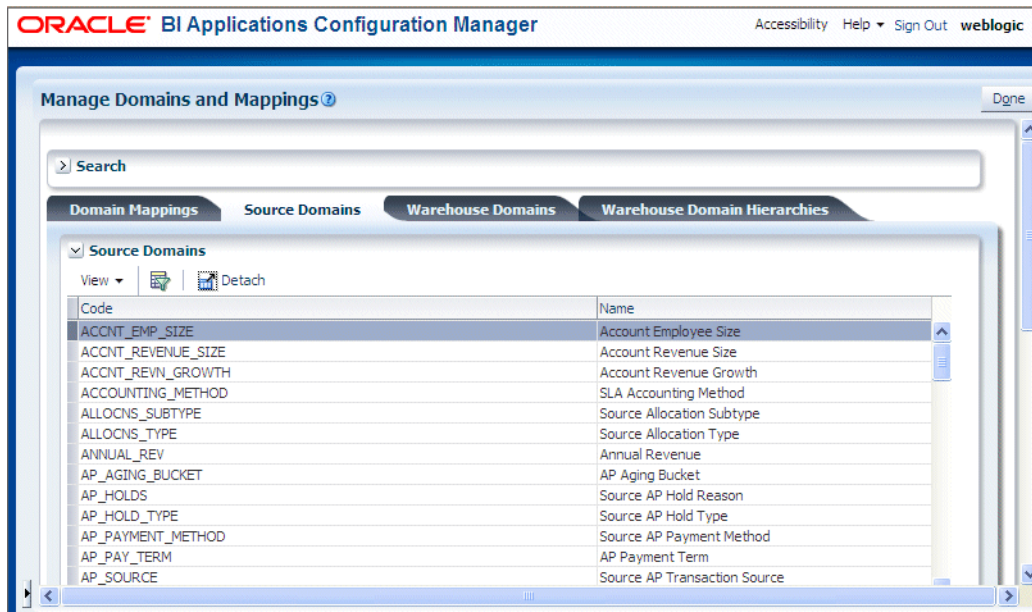 ORACLE® BI Applications Configuration Manager Accessibility Help Sign Out weblogic
Manage Domains and Mappings Done
Search
Domain Mappings Source Domains Warehouse Domains Warehouse Domain Hierarchies
Source Domains
View Detach
Code Name
ACCNT_EMP_SIZE Account Employee Size
ACCNT_REVENUE_SIZE Account Revenue Size
ACCNT_REVN_GROWTH Account Revenue Growth
ACCOUNTING_METHOD SLA Accounting Method
ALLOCNS_SUBTYPE Source Allocation Subtype
ALLOCNS_TYPE Source Allocation Type
ANNUAL_REV Annual Revenue
AP_AGING_BUCKET AP Aging Bucket
AP_HOLDS Source AP Hold Reason
AP_HOLD_TYPE Source AP Hold Type
AP_PAYMENT_METHOD Source AP Payment Method
AP_PAY_TERM AP Payment Term
AP_SOURCE Source AP Transaction Source